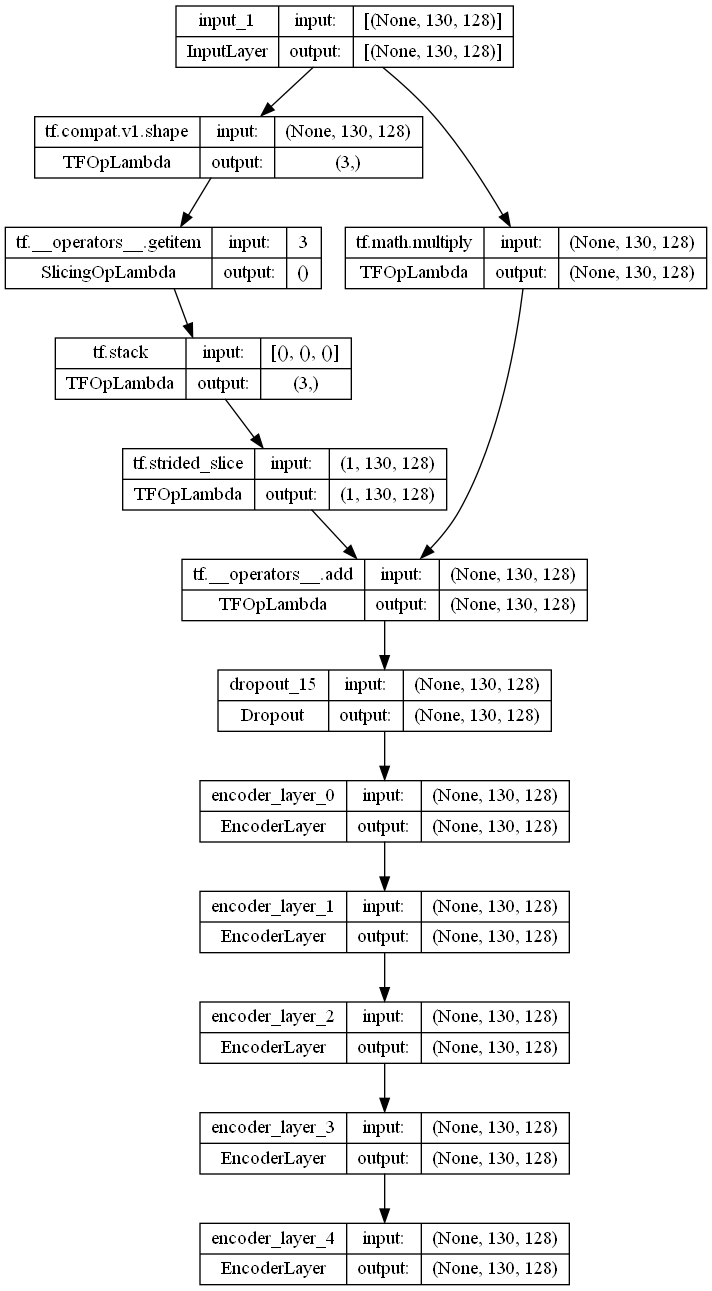 input_1 input: [(None, 130, 128)]
InputLayer output: [(None, 130, 128)]
tf.compat.v1.shape input: (None, 130, 128)
TFOpLambda output: (3,)
tf.__operators__.getitem input: 3
SlicingOpLambda output: ()
tf.math.multiply input: (None, 130, 128)
TFOpLambda output: (None, 130, 128)
tf.stack input: [(), (), ()]
TFOpLambda output: (3,)
tf.strided_slice input: (1, 130, 128)
TFOpLambda output: (1, 130, 128)
tf.__operators__.add input: (None, 130, 128)
TFOpLambda output: (None, 130, 128)
dropout_15 input: (None, 130, 128)
Dropout output: (None, 130, 128)
encoder_layer_0 input: (None, 130, 128)
EncoderLayer output: (None, 130, 128)
encoder_layer_1 input: (None, 130, 128)
EncoderLayer output: (None, 130, 128)
encoder_layer_2 input: (None, 130, 128)
EncoderLayer output: (None, 130, 128)
encoder_layer_3 input: (None, 130, 128)
EncoderLayer output: (None, 130, 128)
encoder_layer_4 input: (None, 130, 128)
EncoderLayer output: (None, 130, 128)